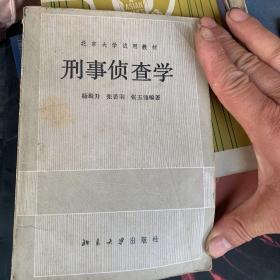 北京大学试用教材
刑事侦查学
杨殿升 张若羽 张玉镶编著
北京大学出版社